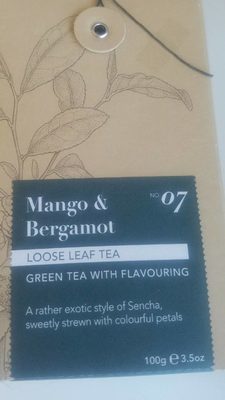 Mango &
Bergamot
NO 07
LOOSE LEAF TEA
GREEN TEA WITH FLAVOURING
A rather exotic style of Sencha,
sweetly strewn with colourful petals
100g ℮ 3.5oz